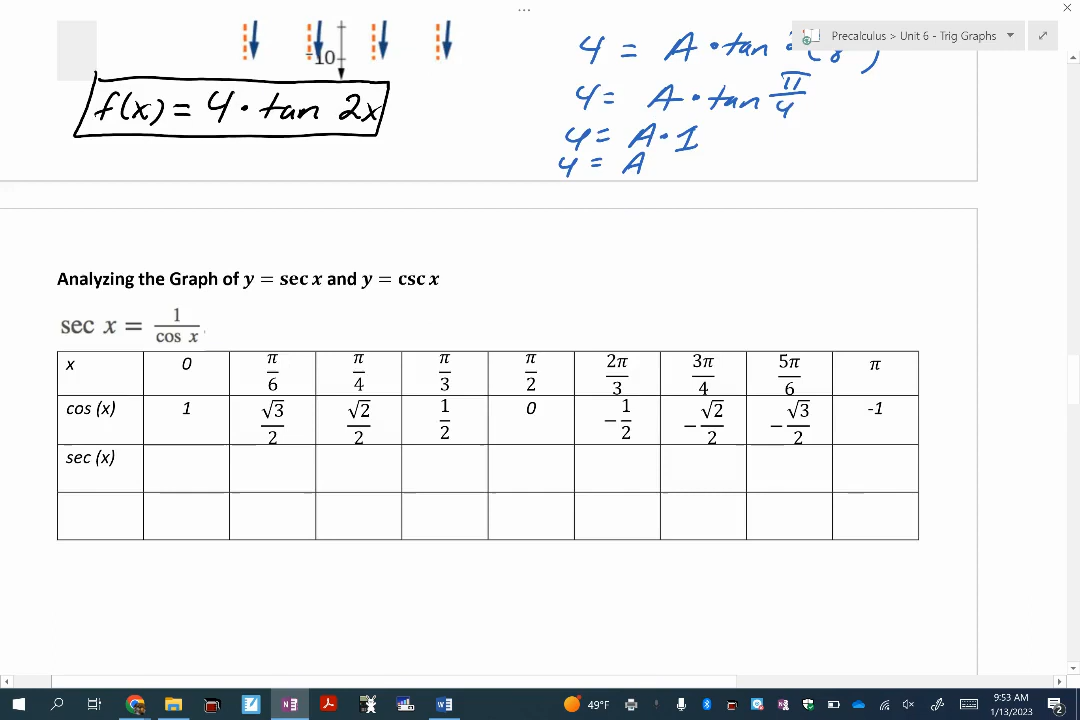 ...
Precalculus > Unit 6 - Trig Graphs
-10
4 = A • tan 2(
4 = A • tan π/4
4 = A • 1
4 = A
f(x) = 4 • tan 2x
Analyzing the Graph of y = sec x and y = csc x
sec x = 1/cos x
x 0 π/6 π/4 π/3 π/2 2π/3 3π/4 5π/6 π
cos (x) 1 √3/2 √2/2 1/2 0 −1/2 −√2/2 −√3/2 -1
sec (x)
49°F
9:53 AM
1/13/2023
2